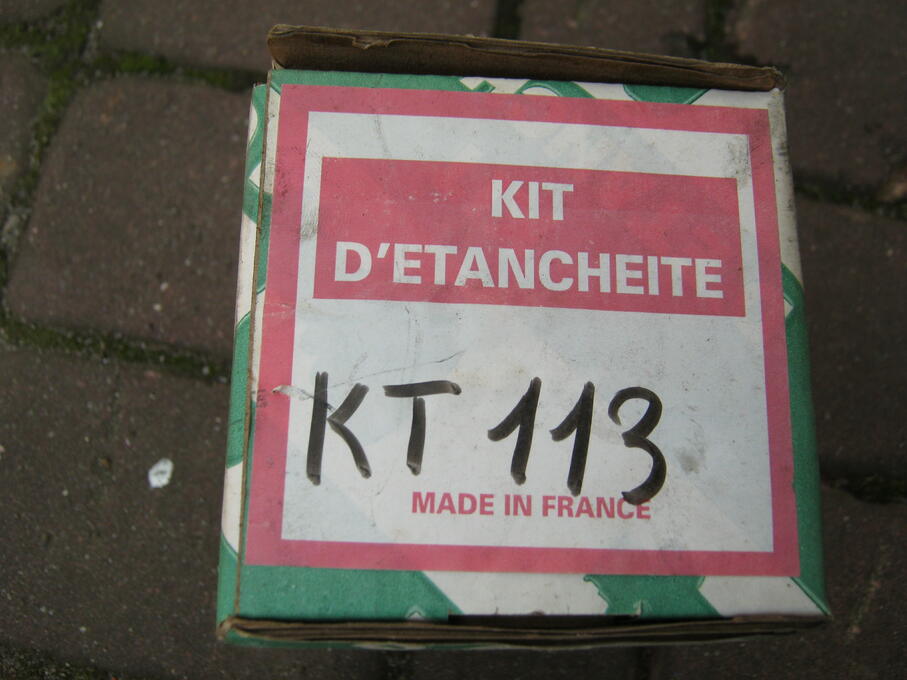 KIT
D'ETANCHEITE
KT 113
MADE IN FRANCE